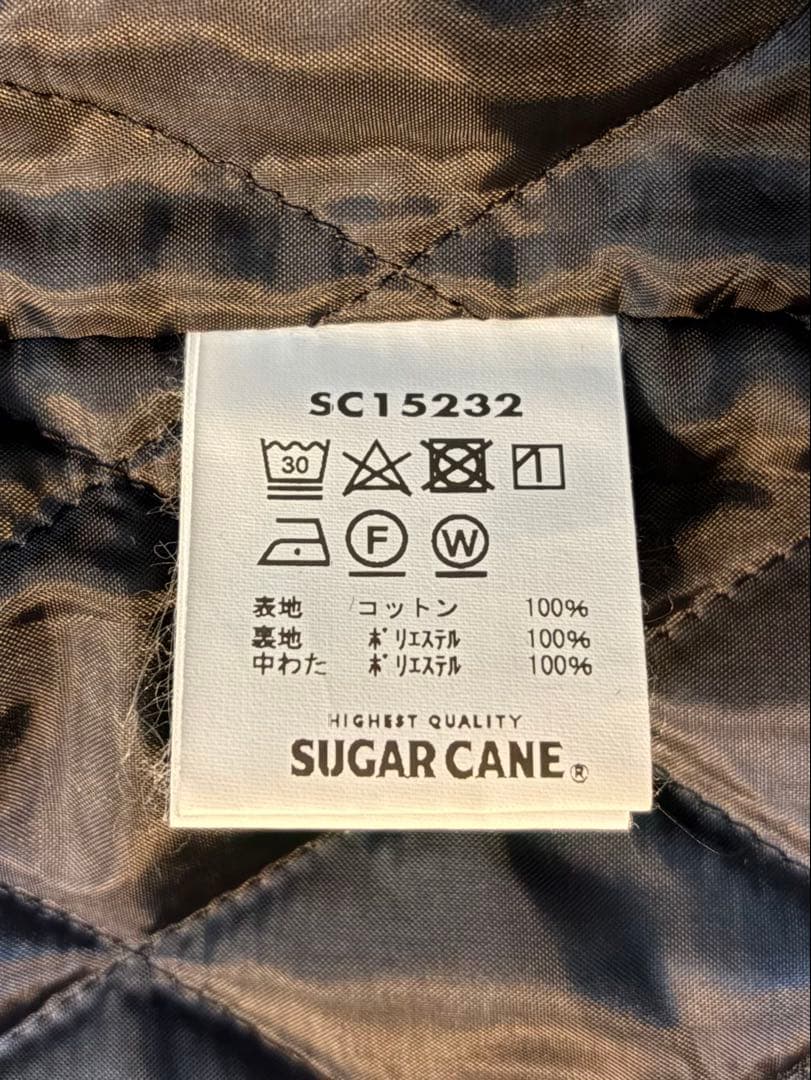 SC15232
30
F W
表地 コットン 100%
裏地 ﾎﾟﾘｴｽﾃﾙ 100%
中わた ﾎﾟﾘｴｽﾃﾙ 100%
HIGHEST QUALITY
SUGAR CANE®